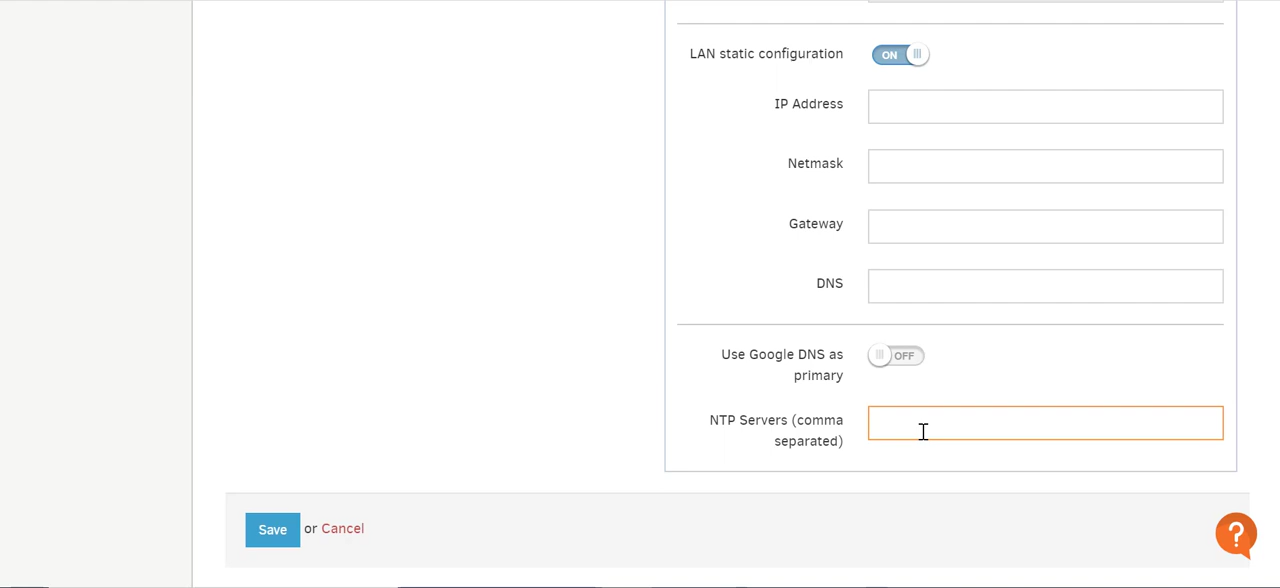 LAN static configuration ON
IP Address
Netmask
Gateway
DNS
Use Google DNS as
primary
OFF
NTP Servers (comma
separated)
Save or Cancel
?